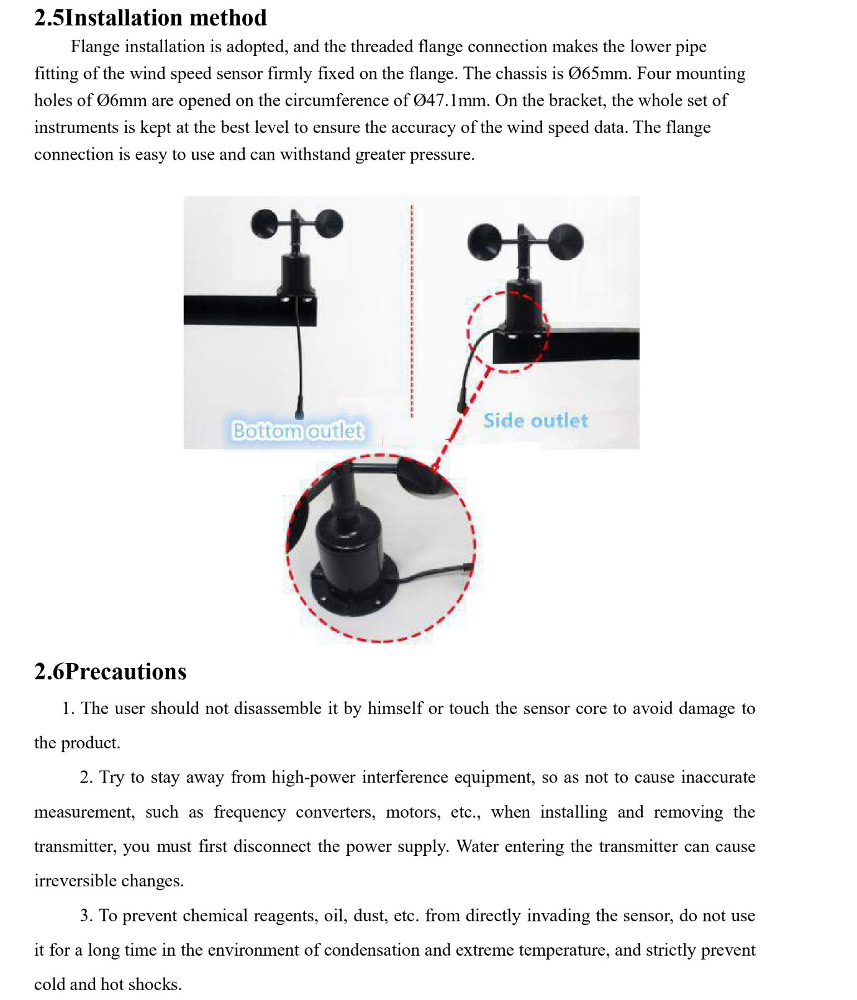 2.5Installation method
Flange installation is adopted, and the threaded flange connection makes the lower pipe
fitting of the wind speed sensor firmly fixed on the flange. The chassis is Ø65mm. Four mounting
holes of Ø6mm are opened on the circumference of Ø47.1mm. On the bracket, the whole set of
instruments is kept at the best level to ensure the accuracy of the wind speed data. The flange
connection is easy to use and can withstand greater pressure.
Bottom outlet
Side outlet
2.6Precautions
1. The user should not disassemble it by himself or touch the sensor core to avoid damage to
the product.
2. Try to stay away from high-power interference equipment, so as not to cause inaccurate
measurement, such as frequency converters, motors, etc., when installing and removing the
transmitter, you must first disconnect the power supply. Water entering the transmitter can cause
irreversible changes.
3. To prevent chemical reagents, oil, dust, etc. from directly invading the sensor, do not use
it for a long time in the environment of condensation and extreme temperature, and strictly prevent
cold and hot shocks.